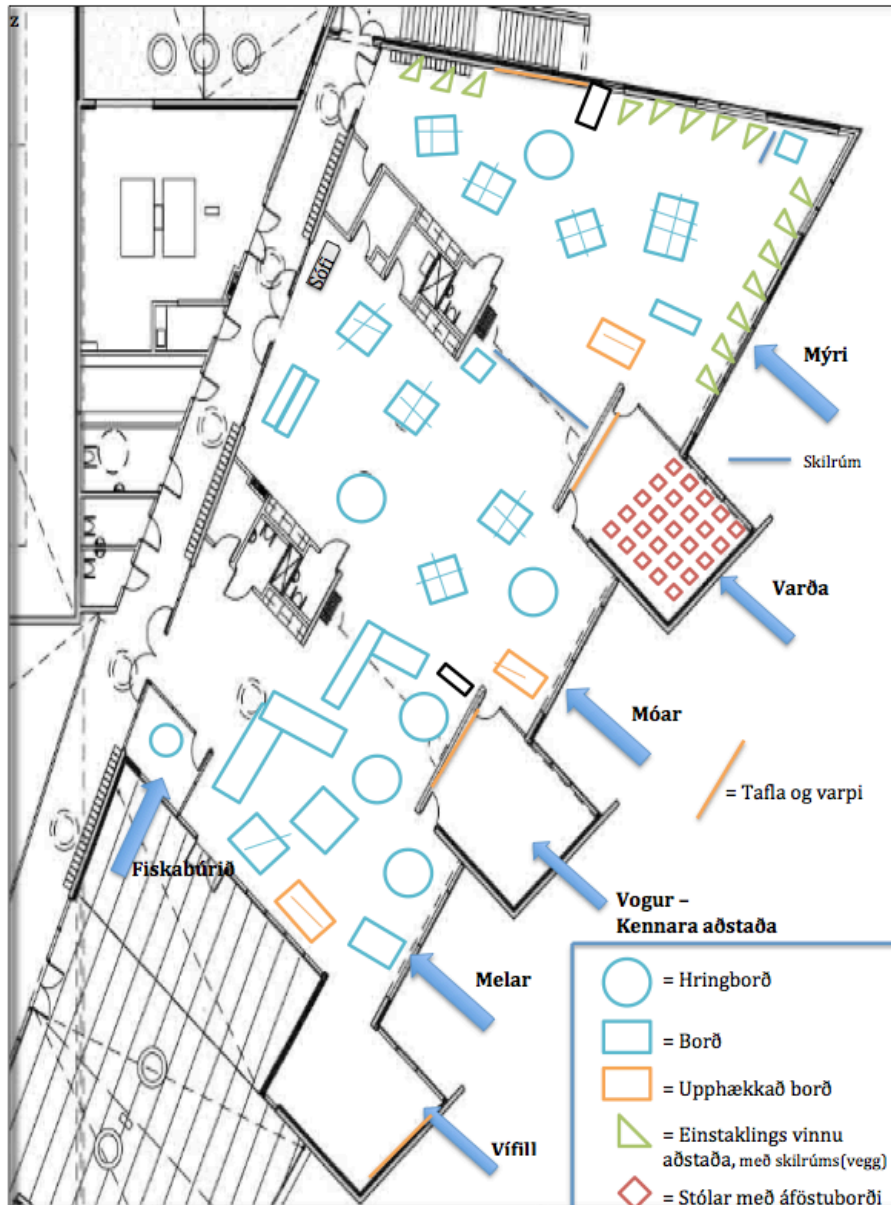 z
Sófi
Mýri
Skilrúm
Varða
Móar
= Tafla og varpi
Fiskabúrið
Vogur –
Kennara aðstaða
Melar
Vífill
= Hringborð
= Borð
= Upphækkað borð
= Einstaklings vinnu
aðstaða, með skilrúms(vegg)
= Stólar með áföstuborði